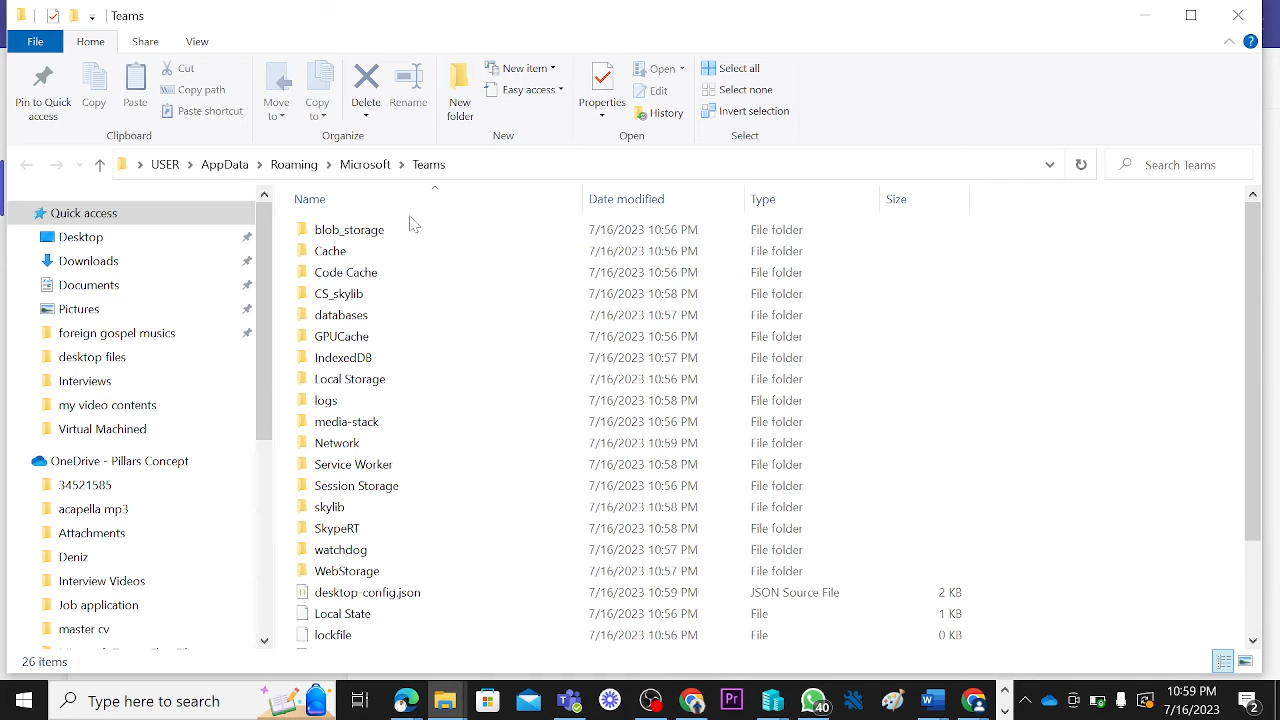 Teams
File Home Share View
Pin to Quick access
Copy
Paste
Cut
Copy path
Paste shortcut
Clipboard
Move to
Copy to
Delete
Rename
Organize
New folder
New item
Easy access
New
Properties
Open
Edit
History
Open
Select all
Select none
Invert selection
Select
USER > AppData > Roaming > Microsoft > Teams
Search Teams
Quick access
Desktop
Downloads
Documents
Pictures
foreign gospel musics
desktop files
Interviews
my video contents
Virtual Machined
OneDrive - Pillars Concept
34521585
acapella mp3
Attachments
Deniz
Interview Videos
Job application
master cv
Name Date modified Type Size
blob_storage 7/16/2023 10:56 PM File folder
Cache 7/16/2023 10:56 PM File folder
Code Cache 7/16/2023 10:56 PM File folder
CS_skylib 7/16/2023 10:58 PM File folder
databases 7/16/2023 10:57 PM File folder
GPUCache 7/16/2023 10:56 PM File folder
IndexedDB 7/16/2023 10:57 PM File folder
Local Storage 7/16/2023 10:56 PM File folder
logs 7/16/2023 10:58 PM File folder
media-stack 7/16/2023 10:56 PM File folder
Network 7/16/2023 10:59 PM File folder
Service Worker 7/16/2023 10:58 PM File folder
Session Storage 7/16/2023 10:56 PM File folder
skylib 7/16/2023 10:58 PM File folder
SkypeRT 7/16/2023 10:58 PM File folder
watchdog 7/16/2023 10:57 PM File folder
WebStorage 7/16/2023 10:57 PM File folder
desktop-config.json 7/16/2023 10:59 PM JSON Source File 2 KB
Local State 7/16/2023 10:56 PM File 1 KB
lockfile 7/16/2023 10:56 PM File 0 KB
26 items
Type here to search
Pr
40
10:59 PM
7/16/2023
2